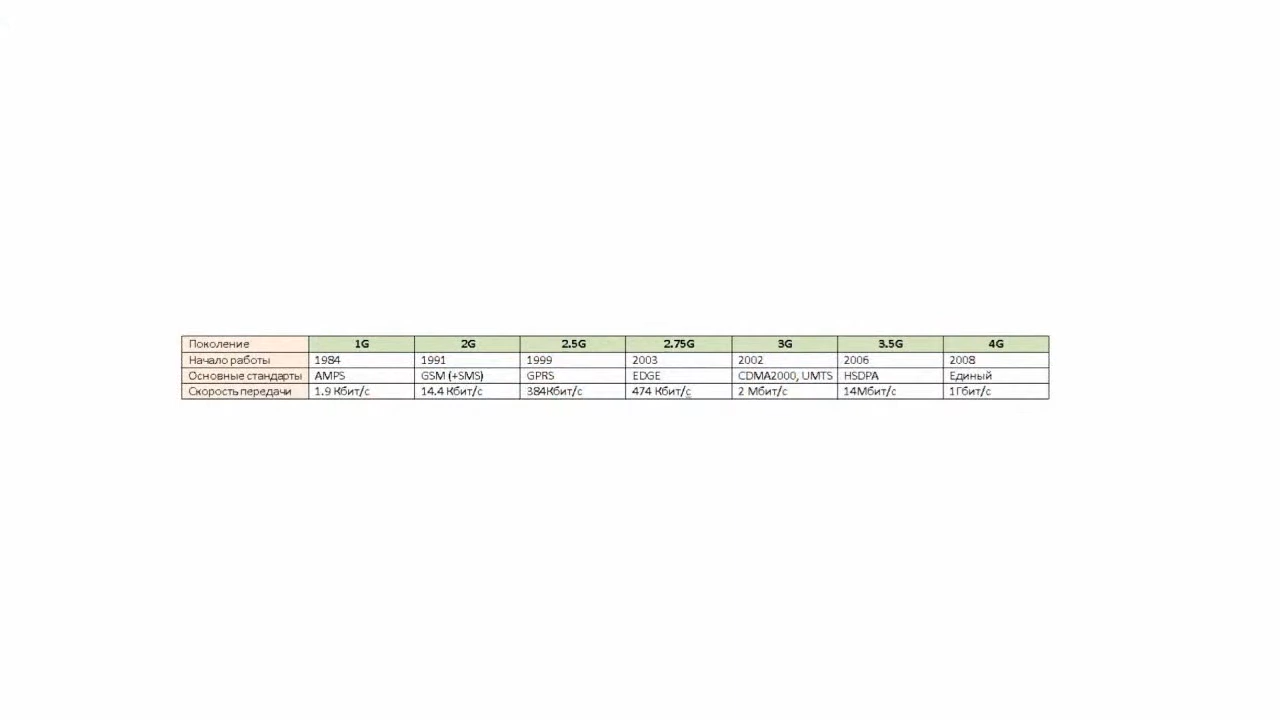 Поколение 1G 2G 2.5G 2.75G 3G 3.5G 4G
Начало работы 1984 1991 1999 2003 2002 2006 2008
Основные стандарты AMPS GSM (+SMS) GPRS EDGE CDMA2000, UMTS HSDPA Единый
Скорость передачи 1.9 Кбит/с 14.4 Кбит/с 384Кбит/с 474 Кбит/с 2 Мбит/с 14Мбит/с 1Гбит/с